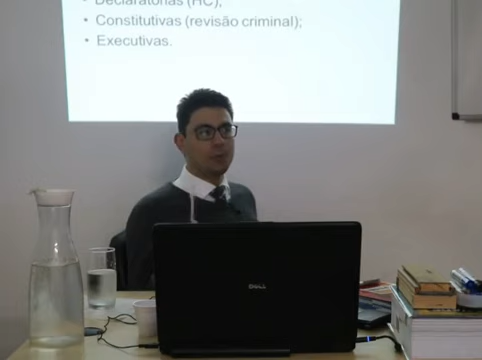 • Declaratórias (HC);
• Constitutivas (revisão criminal);
• Executivas.
DELL